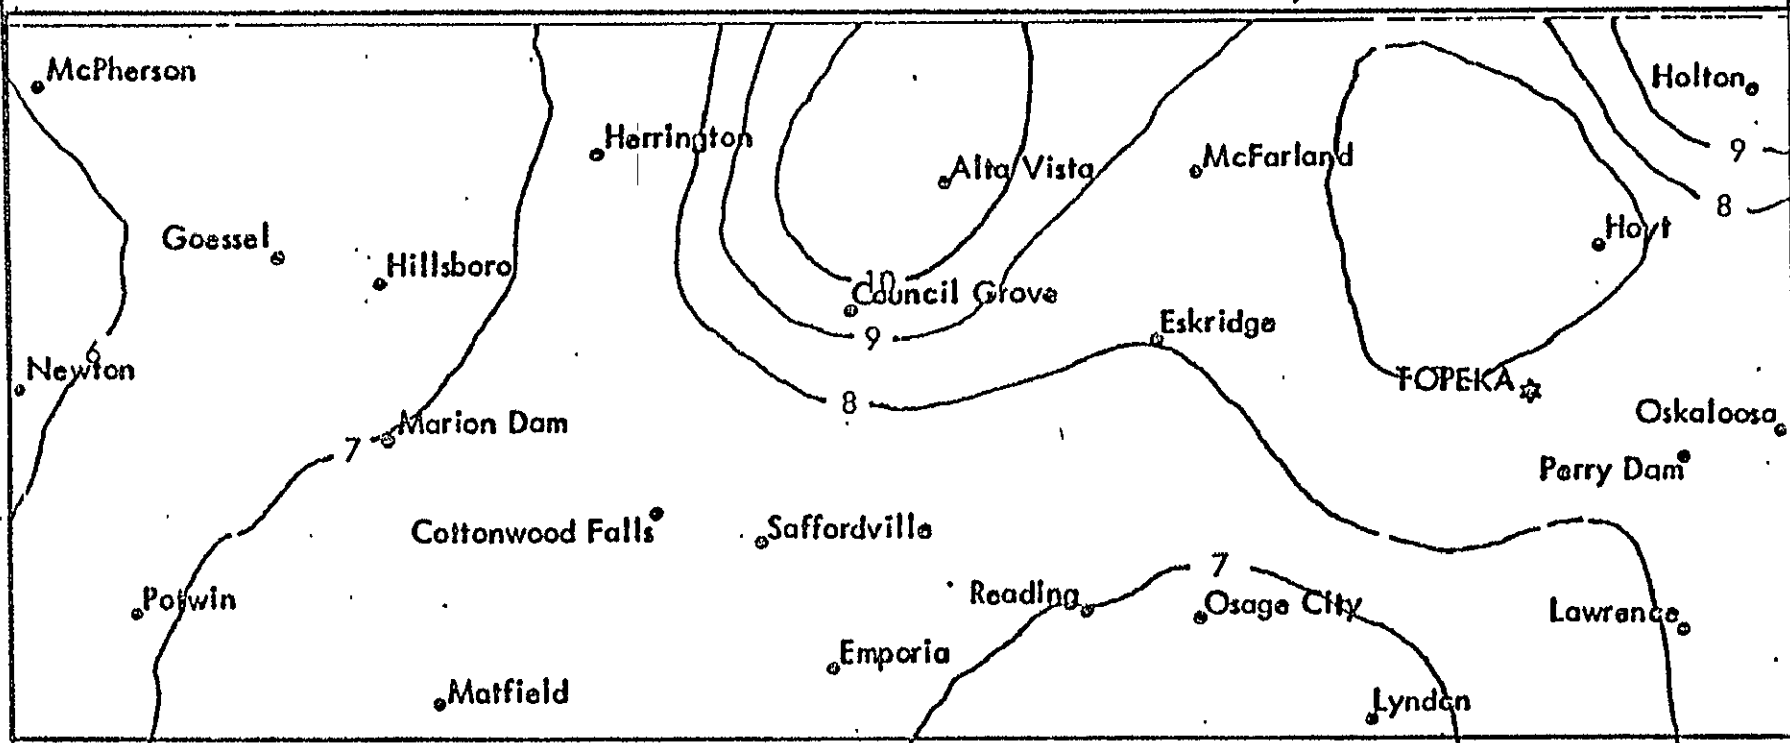 McPherson
Holton
Herrington
9
Alta Vista
McFarland
8
Goessel
Hoyt
Hillsboro
10
Council Grove
Eskridge
9
6
Newton
TOPEKA
8
Oskaloosa
Marion Dam
7
Perry Dam
Cottonwood Falls
Saffordville
7
Potwin
Reading
Osage City
Lawrence
Emporia
Matfield
Lyndon